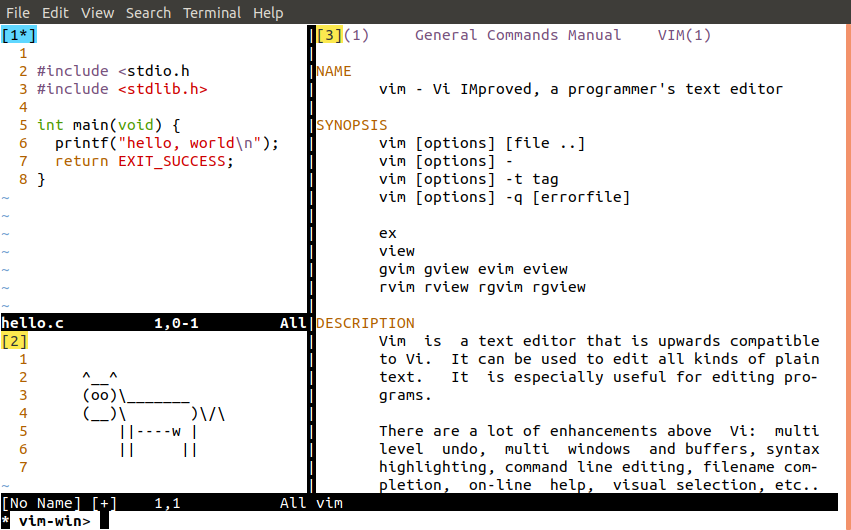 File Edit View Search Terminal Help
[1*]
1
2 #include <stdio.h
3 #include <stdlib.h>
4
5 int main(void) {
6   printf("hello, world\n");
7   return EXIT_SUCCESS;
8 }
~
~
~
~
~
~
~
hello.c          1,0-1         All
[2]
1
2      ^__^
3      (oo)\_______
4      (__)\       )\/\
5          ||----w |
6          ||     ||
7
~
[No Name] [+]    1,1           All
[3](1)     General Commands Manual    VIM(1)
NAME
vim - Vi IMproved, a programmer's text editor
SYNOPSIS
vim [options] [file ..]
vim [options] -
vim [options] -t tag
vim [options] -q [errorfile]
ex
view
gvim gview evim eview
rvim rview rgvim rgview
DESCRIPTION
Vim  is  a text editor that is upwards compatible
to Vi.  It can be used to edit all kinds of plain
text.   It  is especially useful for editing pro-
grams.
There are a lot of enhancements above  Vi:  multi
level  undo,  multi  windows  and buffers, syntax
highlighting, command line editing, filename com-
pletion,  on-line  help,  visual selection, etc..
vim
* vim-win>